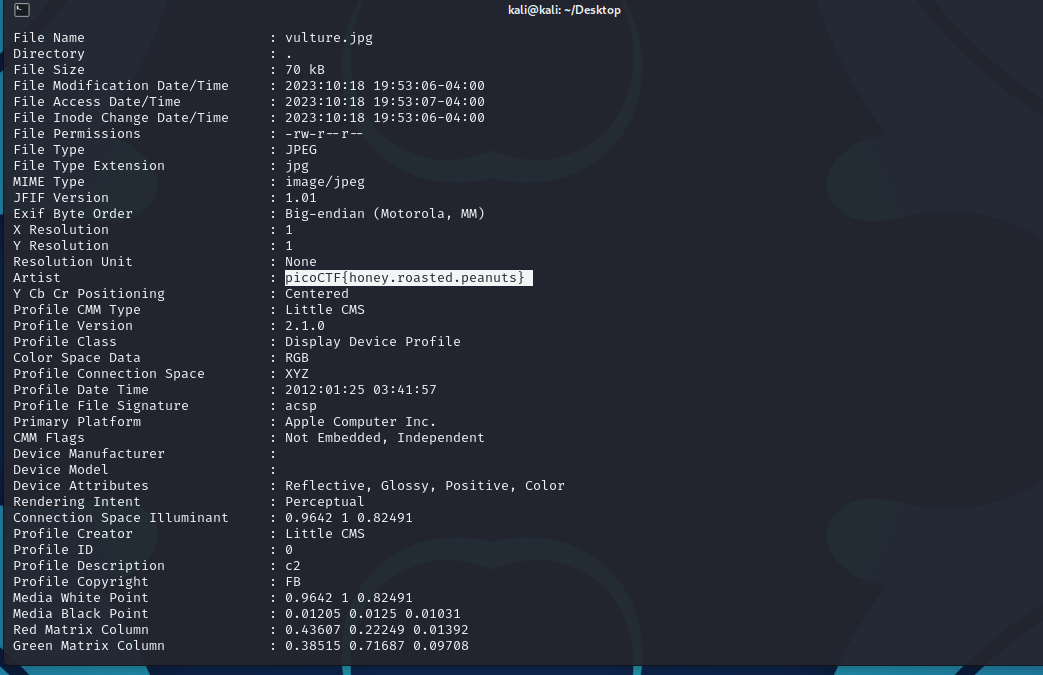 kali@kali: ~/Desktop
File Name : vulture.jpg
Directory : .
File Size : 70 kB
File Modification Date/Time : 2023:10:18 19:53:06-04:00
File Access Date/Time : 2023:10:18 19:53:07-04:00
File Inode Change Date/Time : 2023:10:18 19:53:06-04:00
File Permissions : -rw-r--r--
File Type : JPEG
File Type Extension : jpg
MIME Type : image/jpeg
JFIF Version : 1.01
Exif Byte Order : Big-endian (Motorola, MM)
X Resolution : 1
Y Resolution : 1
Resolution Unit : None
Artist : picoCTF{honey.roasted.peanuts}
Y Cb Cr Positioning : Centered
Profile CMM Type : Little CMS
Profile Version : 2.1.0
Profile Class : Display Device Profile
Color Space Data : RGB
Profile Connection Space : XYZ
Profile Date Time : 2012:01:25 03:41:57
Profile File Signature : acsp
Primary Platform : Apple Computer Inc.
CMM Flags : Not Embedded, Independent
Device Manufacturer :
Device Model :
Device Attributes : Reflective, Glossy, Positive, Color
Rendering Intent : Perceptual
Connection Space Illuminant : 0.9642 1 0.82491
Profile Creator : Little CMS
Profile ID : 0
Profile Description : c2
Profile Copyright : FB
Media White Point : 0.9642 1 0.82491
Media Black Point : 0.01205 0.0125 0.01031
Red Matrix Column : 0.43607 0.22249 0.01392
Green Matrix Column : 0.38515 0.71687 0.09708